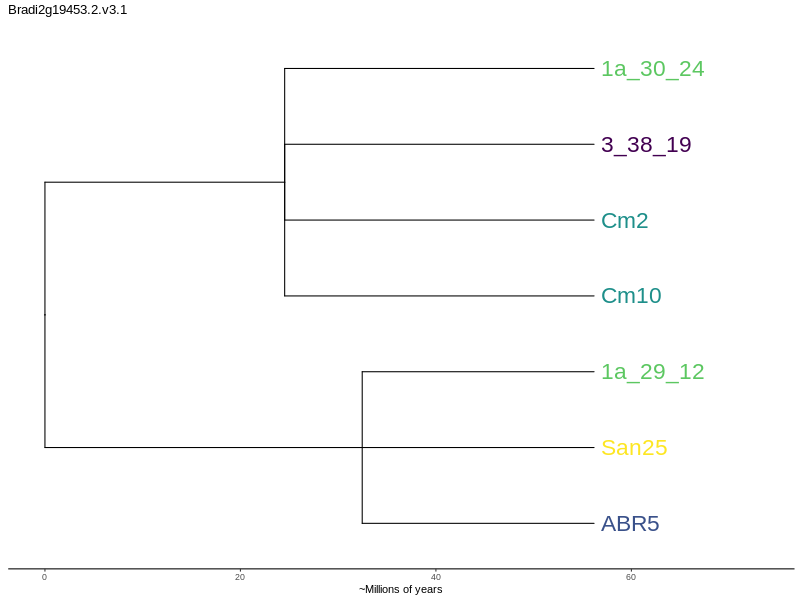 Bradi2g19453.2.v3.1
1a_30_24
3_38_19
Cm2
Cm10
1a_29_12
San25
ABR5
0 20 40 60
~Millions of years